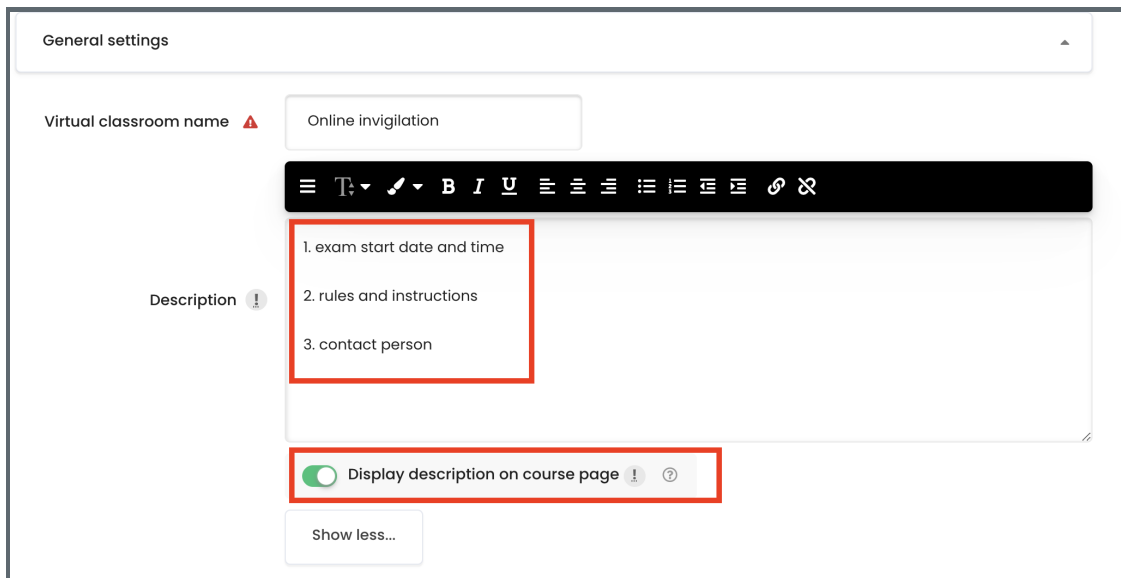 General settings
Virtual classroom name
Online invigilation
T B I U
Description
1. exam start date and time
2. rules and instructions
3. contact person
Display description on course page
Show less...